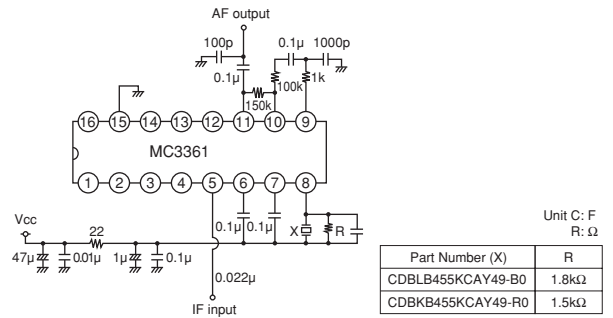 AF output
100p
0.1µ
0.1µ 1000p
100k
1k
150k
16 15 14 13 12 11 10 9
MC3361
1 2 3 4 5 6 7 8
Vcc
22
47µ
0.01µ
1µ
0.1µ
0.1µ
0.1µ
X
R
0.022µ
IF input
Unit C: F
R: Ω
Part Number (X) R
CDBLB455KCAY49-B0 1.8kΩ
CDBKB455KCAY49-R0 1.5kΩ